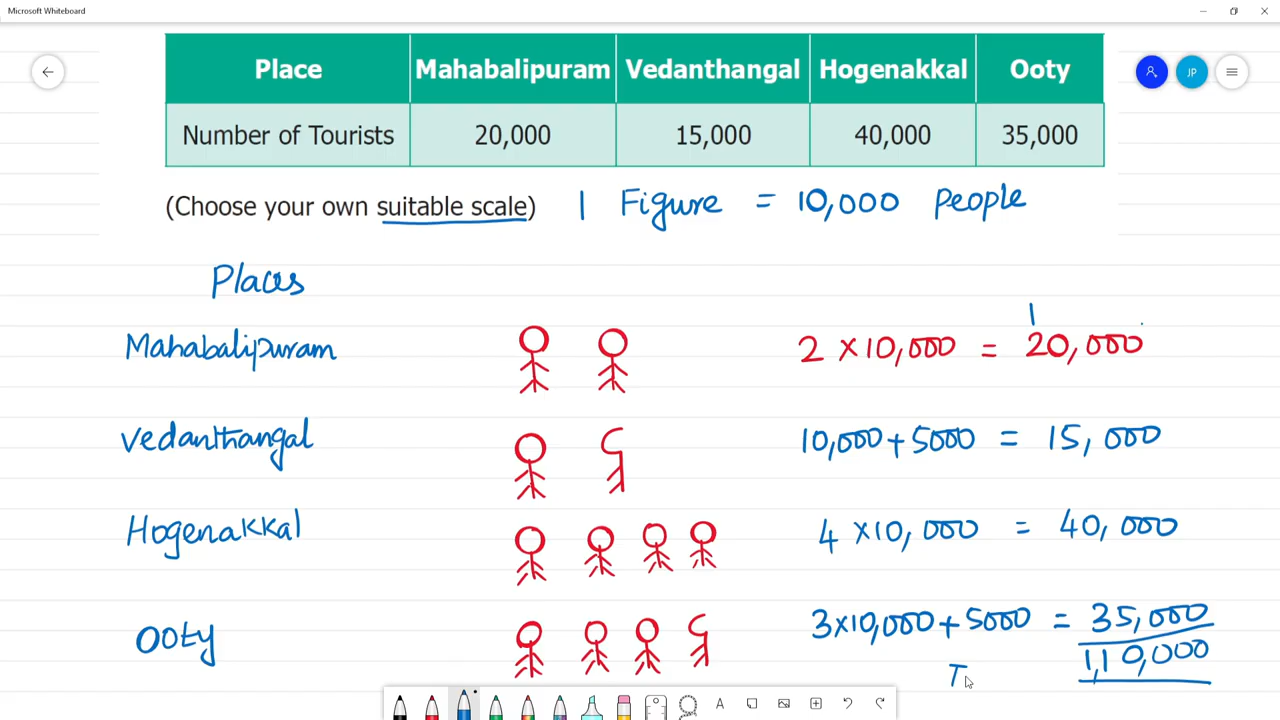 Microsoft Whiteboard
Place Mahabalipuram Vedanthangal Hogenakkal Ooty
JP
Number of Tourists 20,000 15,000 40,000 35,000
(Choose your own suitable scale) 1 Figure = 10,000 People
Places
1
Mahabalipuram 2 × 10,000 = 20,000
Vedanthangal 10,000 + 5000 = 15,000
Hogenakkal 4 × 10,000 = 40,000
Ooty 3 × 10,000 + 5000 = 35,000
1,10,000
T
A